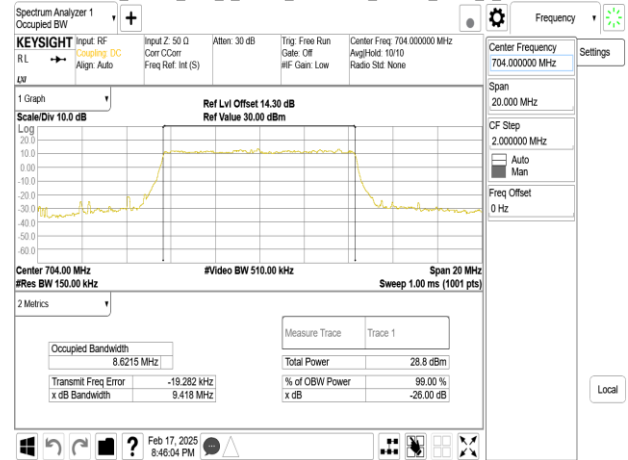 Spectrum Analyzer 1
Occupied BW
Frequency
KEYSIGHT
Input: RF
Coupling: DC
Align: Auto
Input Z: 50 Ω
Corr CCorr
Freq Ref: Int (S)
Atten: 30 dB
Trig: Free Run
Gate: Off
#IF Gain: Low
Center Freq: 704.000000 MHz
Avg|Hold: 10/10
Radio Std: None
RL
LXI
Center Frequency
704.000000 MHz
Settings
Span
20.000 MHz
CF Step
2.000000 MHz
Auto
Man
Freq Offset
0 Hz
1 Graph
Ref Lvl Offset 14.30 dB
Scale/Div 10.0 dB
Ref Value 30.00 dBm
Log
20.0
10.0
0.00
-10.0
-20.0
-30.0
-40.0
-50.0
-60.0
Center 704.00 MHz
#Video BW 510.00 kHz
Span 20 MHz
#Res BW 150.00 kHz
Sweep 1.00 ms (1001 pts)
2 Metrics
Measure Trace
Trace 1
Occupied Bandwidth
8.6215 MHz
Total Power
28.8 dBm
Transmit Freq Error
-19.282 kHz
% of OBW Power
99.00 %
x dB Bandwidth
9.418 MHz
x dB
-26.00 dB
Local
Feb 17, 2025
8:46:04 PM